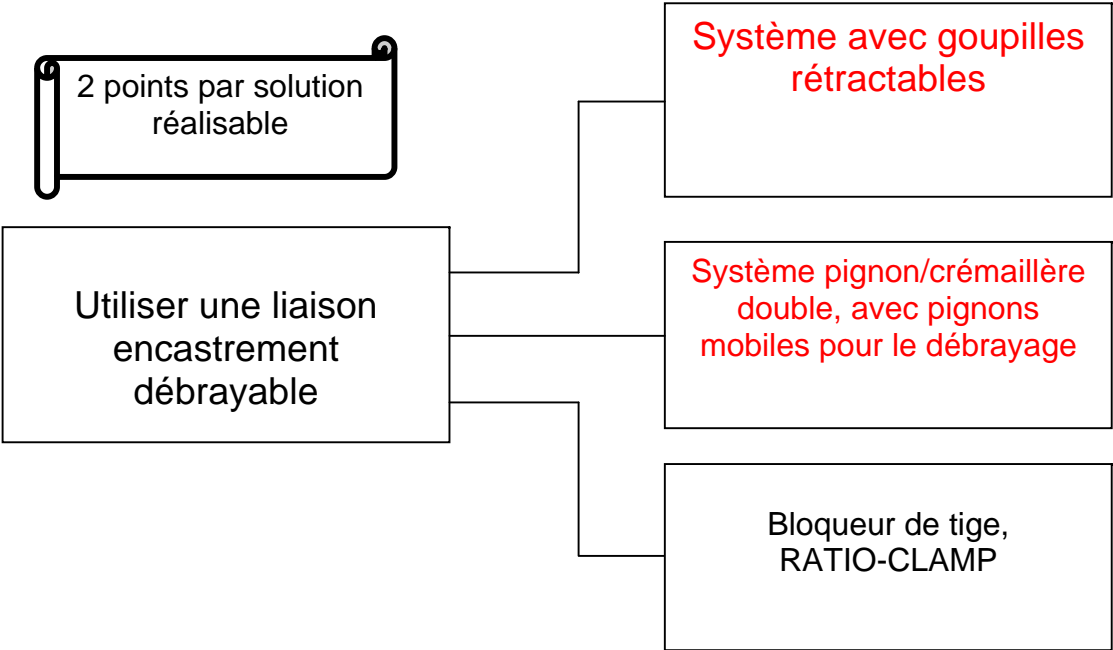 2 points par solution
réalisable
Système avec goupilles
rétractables
Utiliser une liaison
encastrement
débrayable
Système pignon/crémaillère
double, avec pignons
mobiles pour le débrayage
Bloqueur de tige,
RATIO-CLAMP